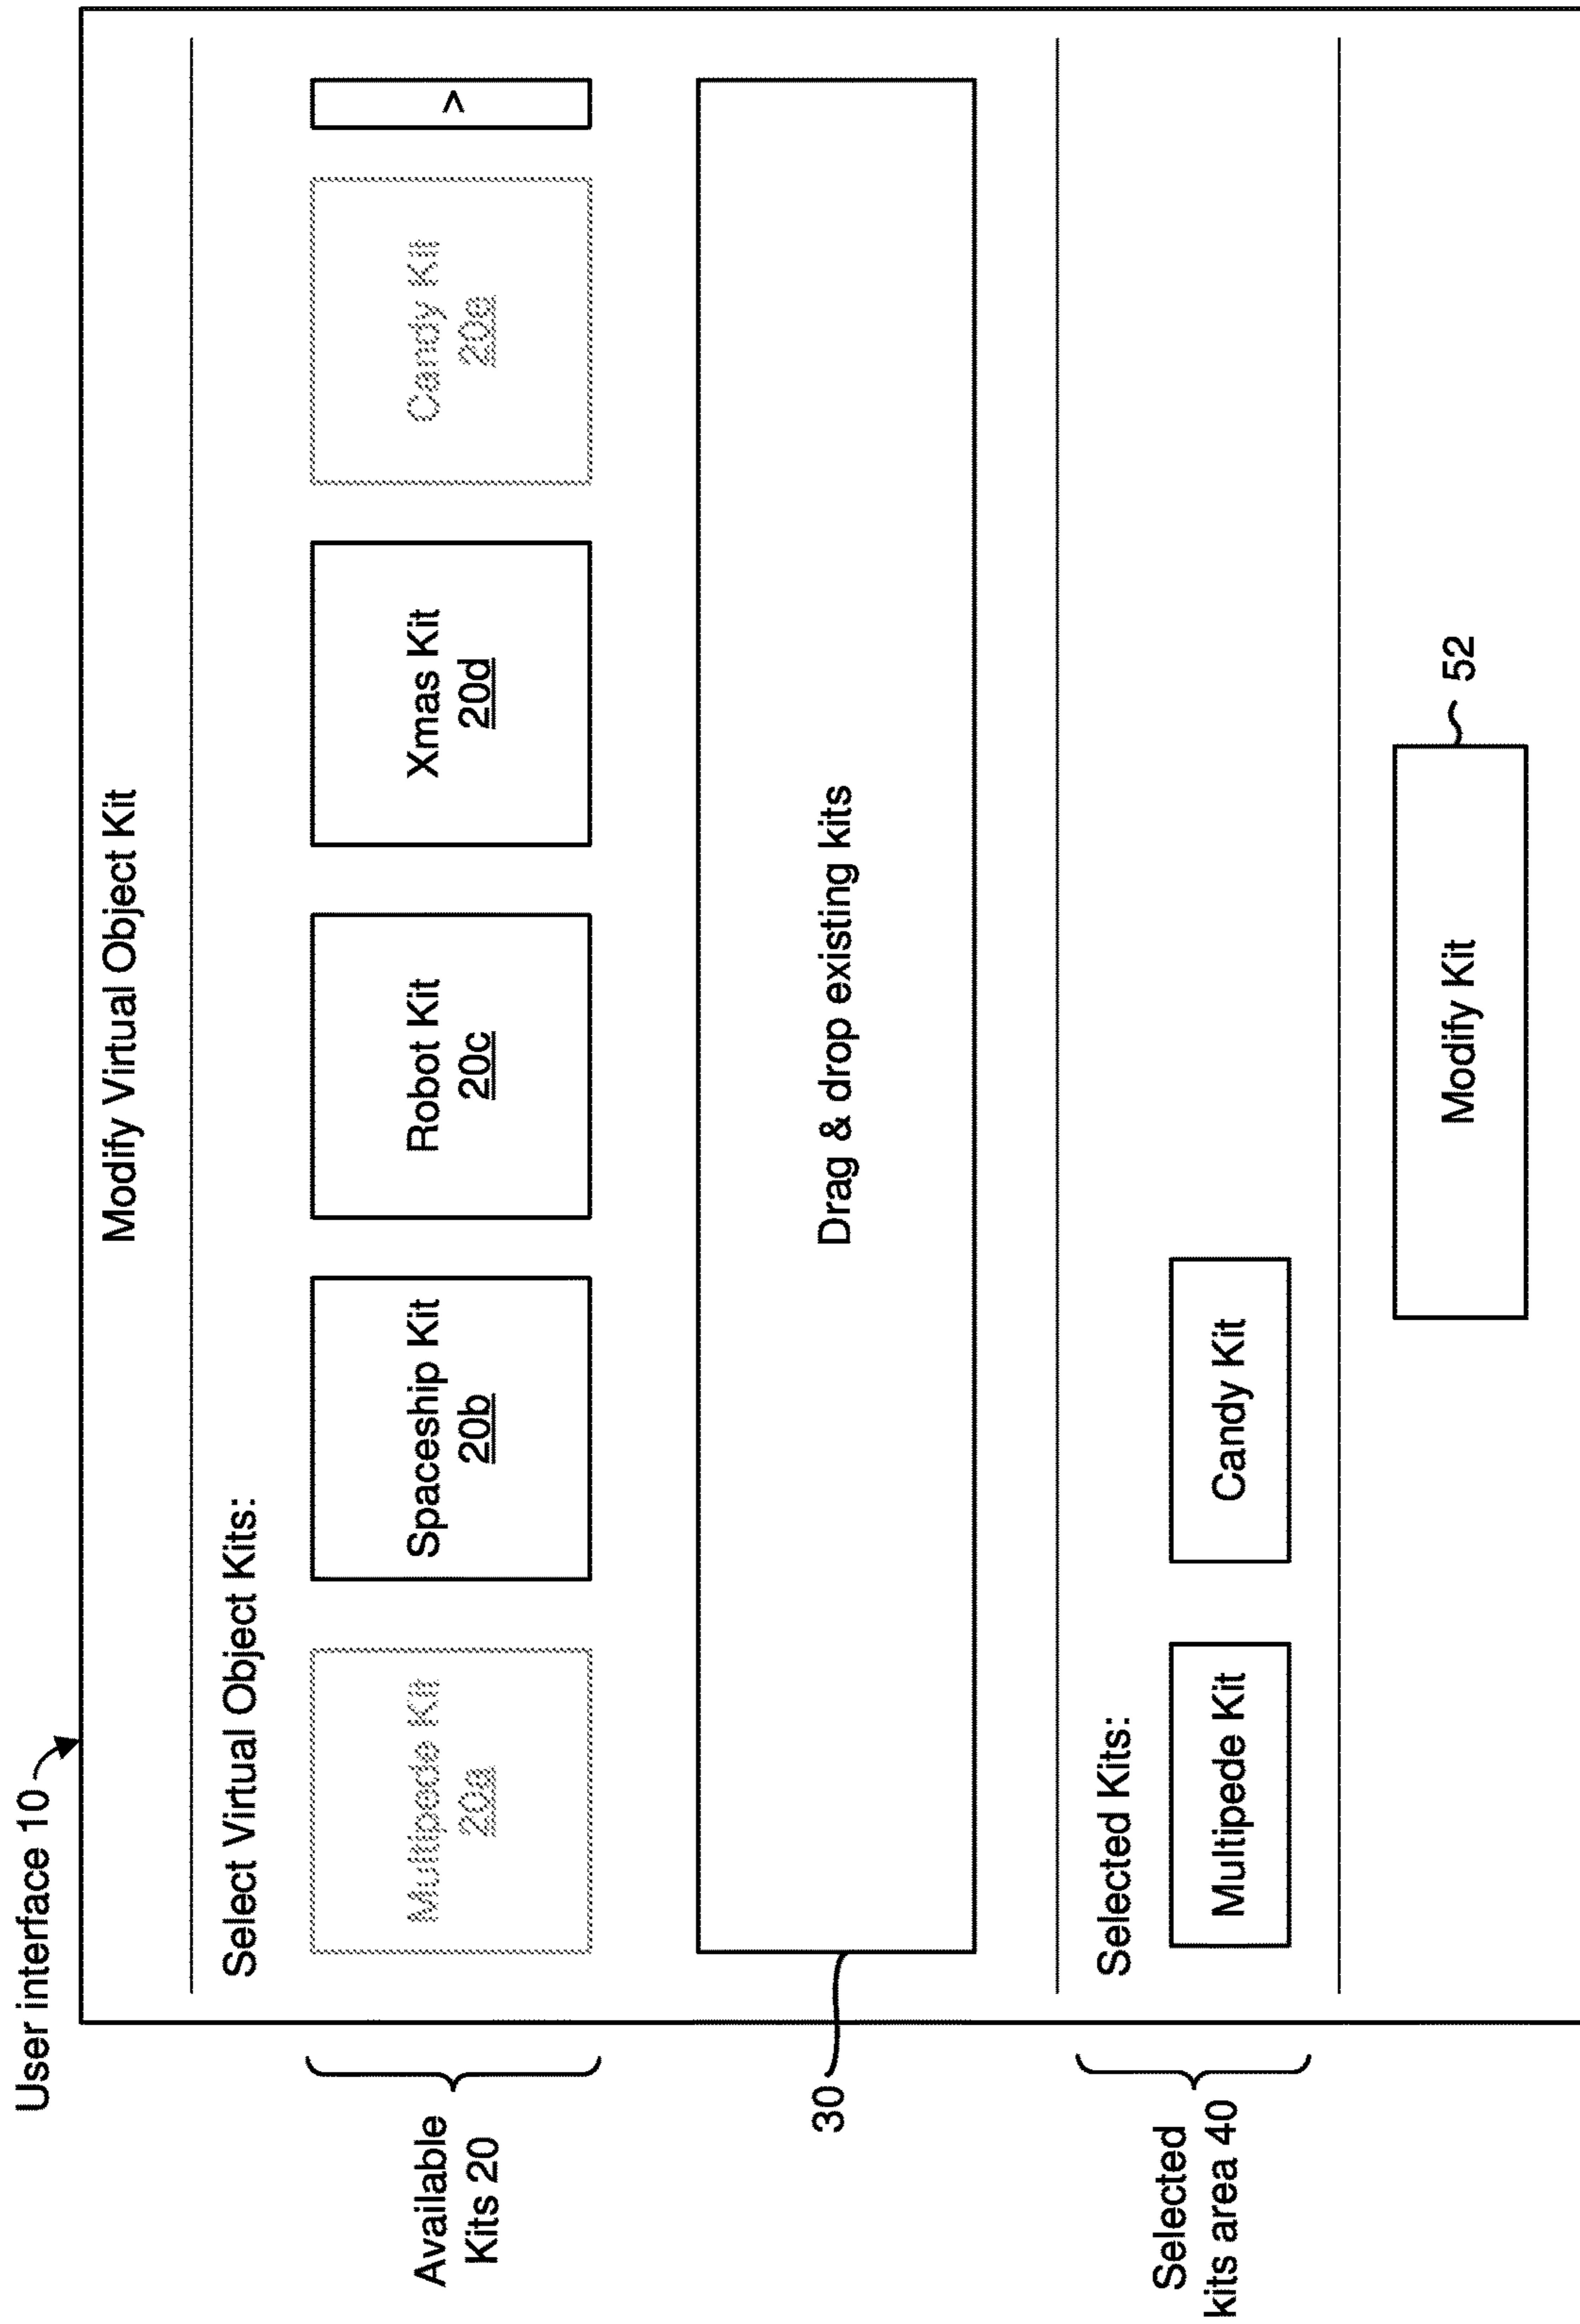 User interface 10
Modify Virtual Object Kit
Select Virtual Object Kits:
Available
Kits 20
Multipede Kit
20a
Spaceship Kit
20b
Robot Kit
20c
Xmas Kit
20d
Candy Kit
20e
>
30
Drag & drop existing kits
Selected Kits:
Selected
kits area 40
Multipede Kit
Candy Kit
Modify Kit
52